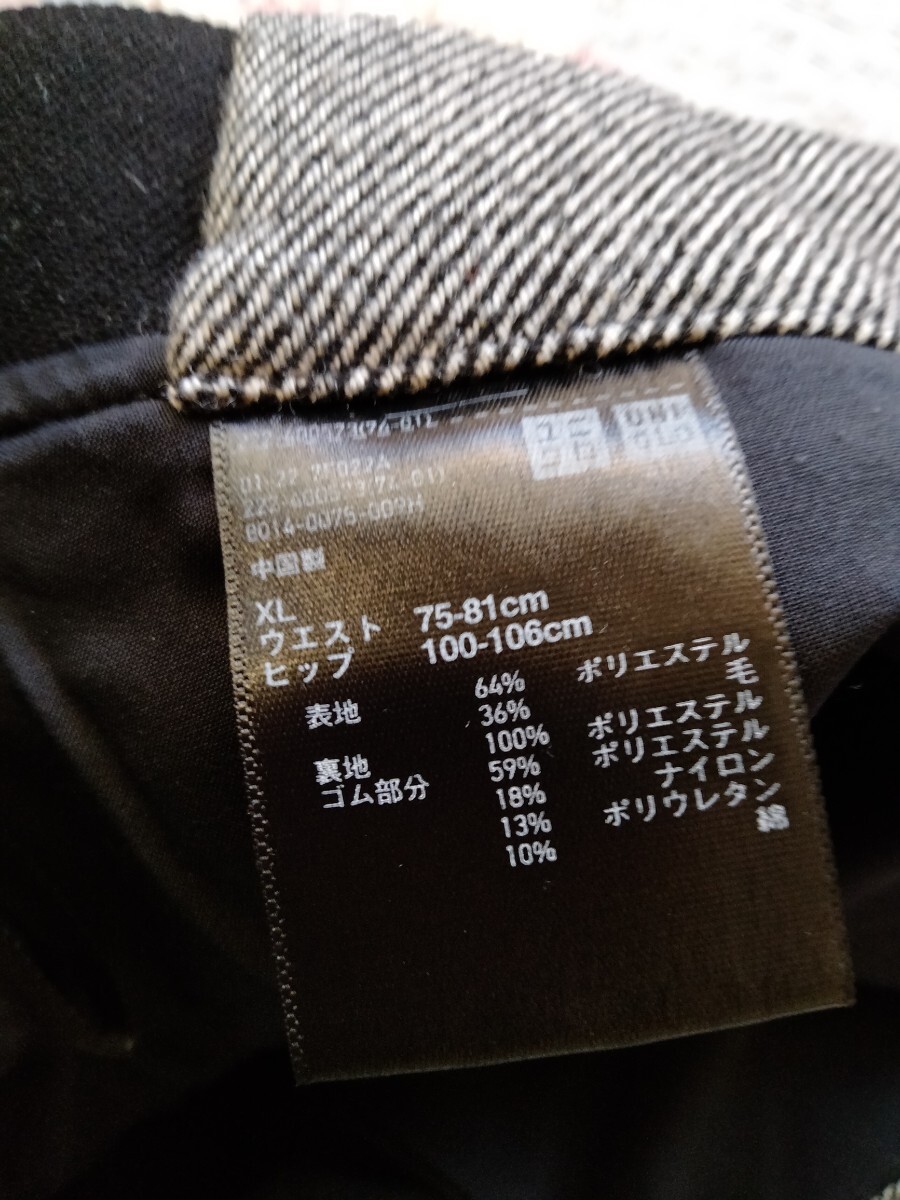 ユニ UNI
クロ QLO
中国製
XL
ウエスト 75-81cm
ヒップ 100-106cm
表地 64% ポリエステル
36% 毛
裏地 100% ポリエステル
ゴム部分 59% ポリエステル
18% ナイロン
13% ポリウレタン
10% 綿